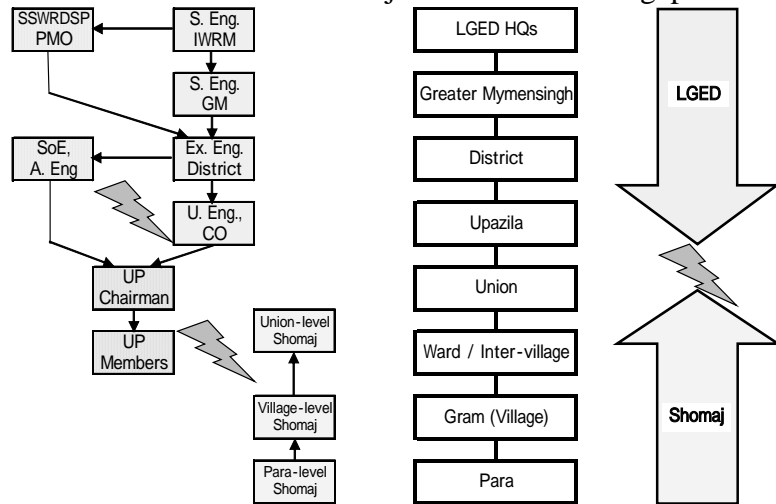 SSWRDSP
PMO
S. Eng.
IWRM
S. Eng.
GM
SoE,
A. Eng
Ex. Eng.
District
U. Eng.,
CO
UP
Chairman
UP
Members
Union-level
Shomaj
Village-level
Shomaj
Para-level
Shomaj
LGED HQs
Greater Mymensingh
District
Upazila
Union
Ward / Inter-village
Gram (Village)
Para
LGED
Shomaj